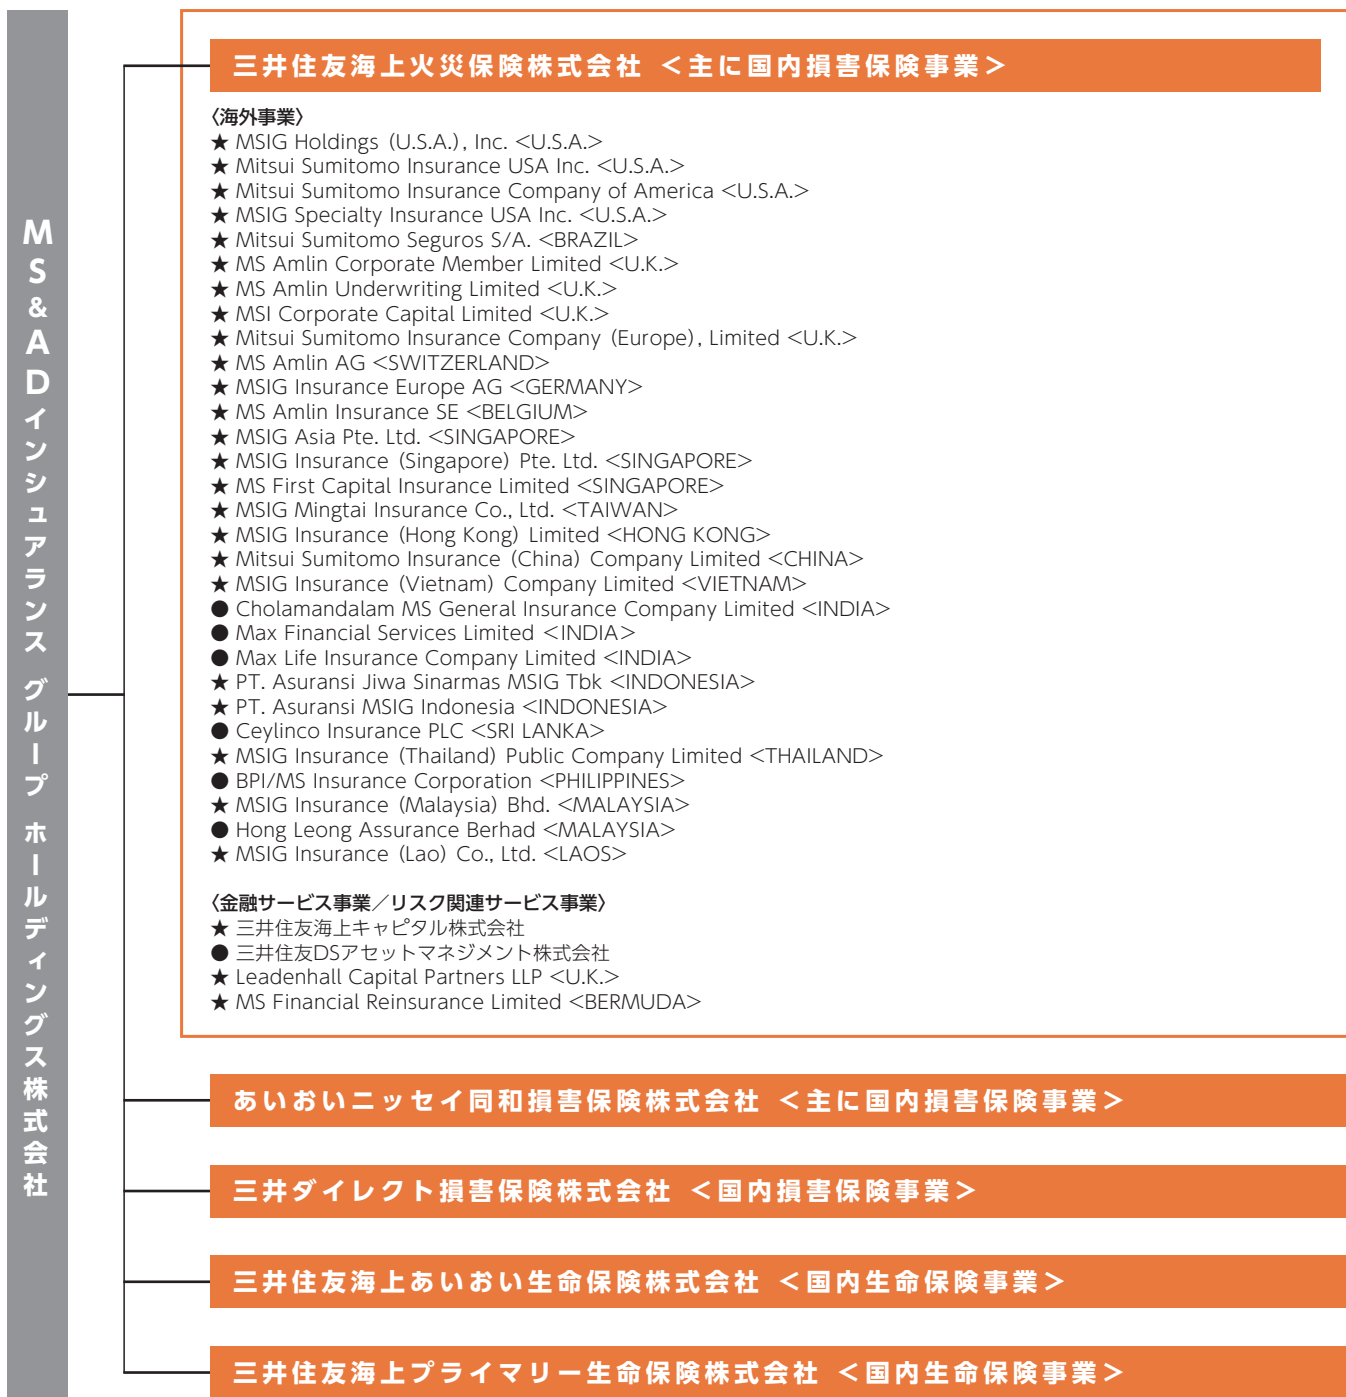 MS&ADインシュアランス グループ ホールディングス株式会社
三井住友海上火災保険株式会社 <主に国内損害保険事業>
〈海外事業〉
★ MSIG Holdings (U.S.A.), Inc. <U.S.A.>
★ Mitsui Sumitomo Insurance USA Inc. <U.S.A.>
★ Mitsui Sumitomo Insurance Company of America <U.S.A.>
★ MSIG Specialty Insurance USA Inc. <U.S.A.>
★ Mitsui Sumitomo Seguros S/A. <BRAZIL>
★ MS Amlin Corporate Member Limited <U.K.>
★ MS Amlin Underwriting Limited <U.K.>
★ MSI Corporate Capital Limited <U.K.>
★ Mitsui Sumitomo Insurance Company (Europe), Limited <U.K.>
★ MS Amlin AG <SWITZERLAND>
★ MSIG Insurance Europe AG <GERMANY>
★ MS Amlin Insurance SE <BELGIUM>
★ MSIG Asia Pte. Ltd. <SINGAPORE>
★ MSIG Insurance (Singapore) Pte. Ltd. <SINGAPORE>
★ MS First Capital Insurance Limited <SINGAPORE>
★ MSIG Mingtai Insurance Co., Ltd. <TAIWAN>
★ MSIG Insurance (Hong Kong) Limited <HONG KONG>
★ Mitsui Sumitomo Insurance (China) Company Limited <CHINA>
★ MSIG Insurance (Vietnam) Company Limited <VIETNAM>
● Cholamandalam MS General Insurance Company Limited <INDIA>
● Max Financial Services Limited <INDIA>
● Max Life Insurance Company Limited <INDIA>
★ PT. Asuransi Jiwa Sinarmas MSIG Tbk <INDONESIA>
★ PT. Asuransi MSIG Indonesia <INDONESIA>
● Ceylinco Insurance PLC <SRI LANKA>
★ MSIG Insurance (Thailand) Public Company Limited <THAILAND>
● BPI/MS Insurance Corporation <PHILIPPINES>
★ MSIG Insurance (Malaysia) Bhd. <MALAYSIA>
● Hong Leong Assurance Berhad <MALAYSIA>
★ MSIG Insurance (Lao) Co., Ltd. <LAOS>
〈金融サービス事業／リスク関連サービス事業〉
★ 三井住友海上キャピタル株式会社
● 三井住友DSアセットマネジメント株式会社
★ Leadenhall Capital Partners LLP <U.K.>
★ MS Financial Reinsurance Limited <BERMUDA>
あいおいニッセイ同和損害保険株式会社 <主に国内損害保険事業>
三井ダイレクト損害保険株式会社 <国内損害保険事業>
三井住友海上あいおい生命保険株式会社 <国内生命保険事業>
三井住友海上プライマリー生命保険株式会社 <国内生命保険事業>